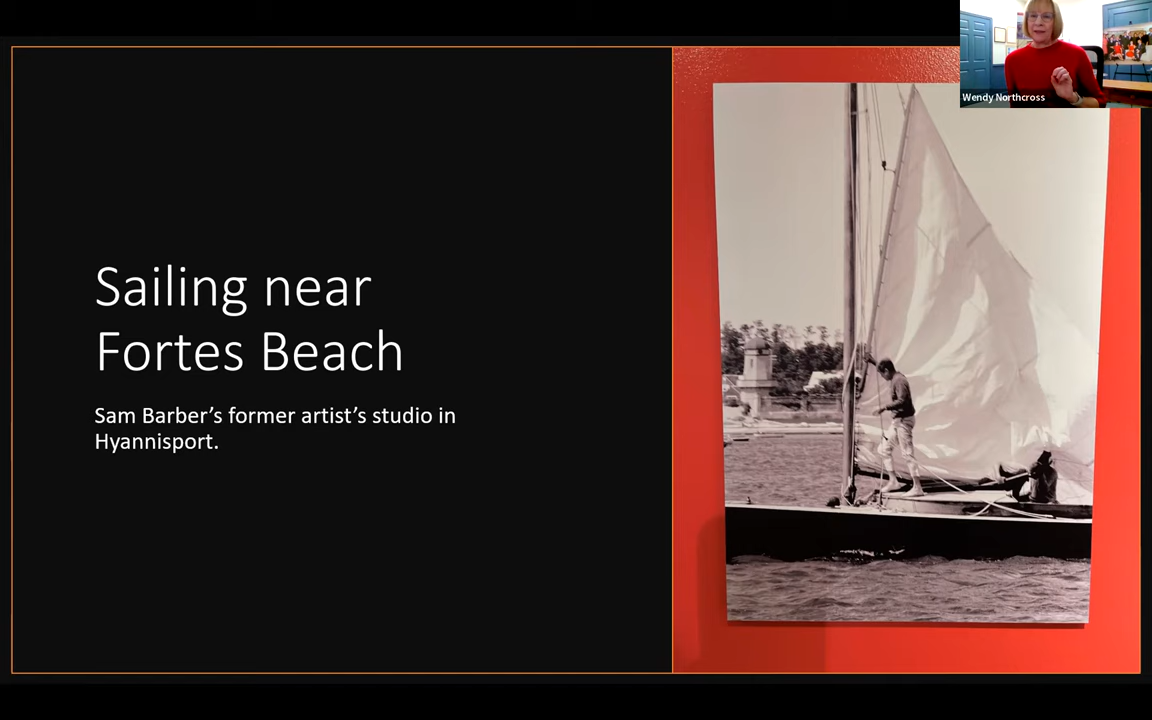 Wendy Northcross
Sailing near
Fortes Beach
Sam Barber’s former artist’s studio in
Hyannisport.